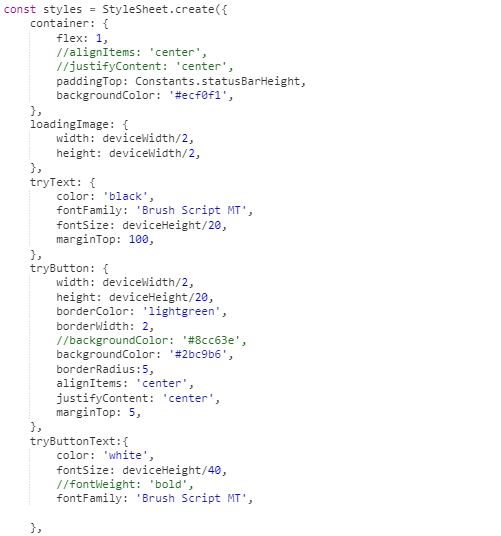 const styles = StyleSheet.create({
    container: {
        flex: 1,
        //alignItems: 'center',
        //justifyContent: 'center',
        paddingTop: Constants.statusBarHeight,
        backgroundColor: '#ecf0f1',
    },
    loadingImage: {
        width: deviceWidth/2,
        height: deviceWidth/2,
    },
    tryText: {
        color: 'black',
        fontFamily: 'Brush Script MT',
        fontSize: deviceHeight/20,
        marginTop: 100,
    },
    tryButton: {
        width: deviceWidth/2,
        height: deviceHeight/20,
        borderColor: 'lightgreen',
        borderWidth: 2,
        //backgroundColor: '#8cc63e',
        backgroundColor: '#2bc9b6',
        borderRadius:5,
        alignItems: 'center',
        justifyContent: 'center',
        marginTop: 5,
    },
    tryButtonText:{
        color: 'white',
        fontSize: deviceHeight/40,
        //fontWeight: 'bold',
        fontFamily: 'Brush Script MT',

    },